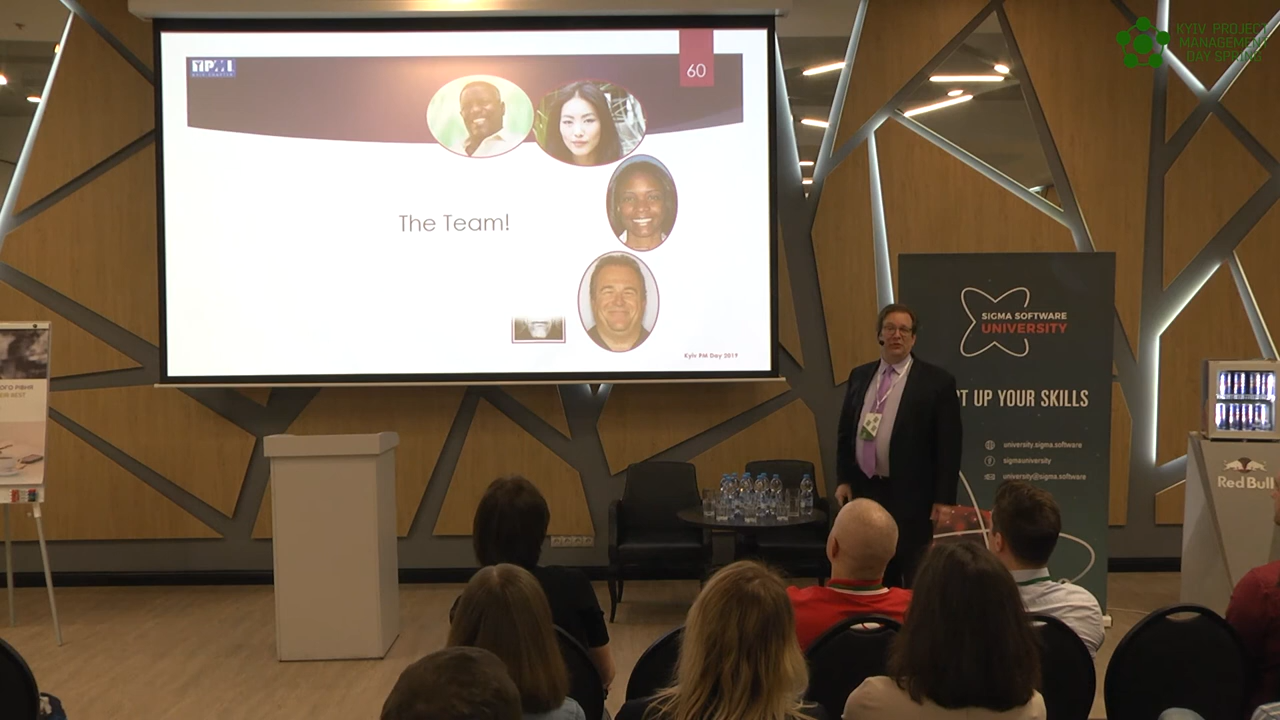 KYIV PROJECT
MANAGEMENT
DAY SPRING
60
The Team!
Kyiv PM Day 2019
SIGMA SOFTWARE
UNIVERSITY
T UP YOUR SKILLS
university.sigma.software
sigmauniversity
university@sigma.software
Red Bull